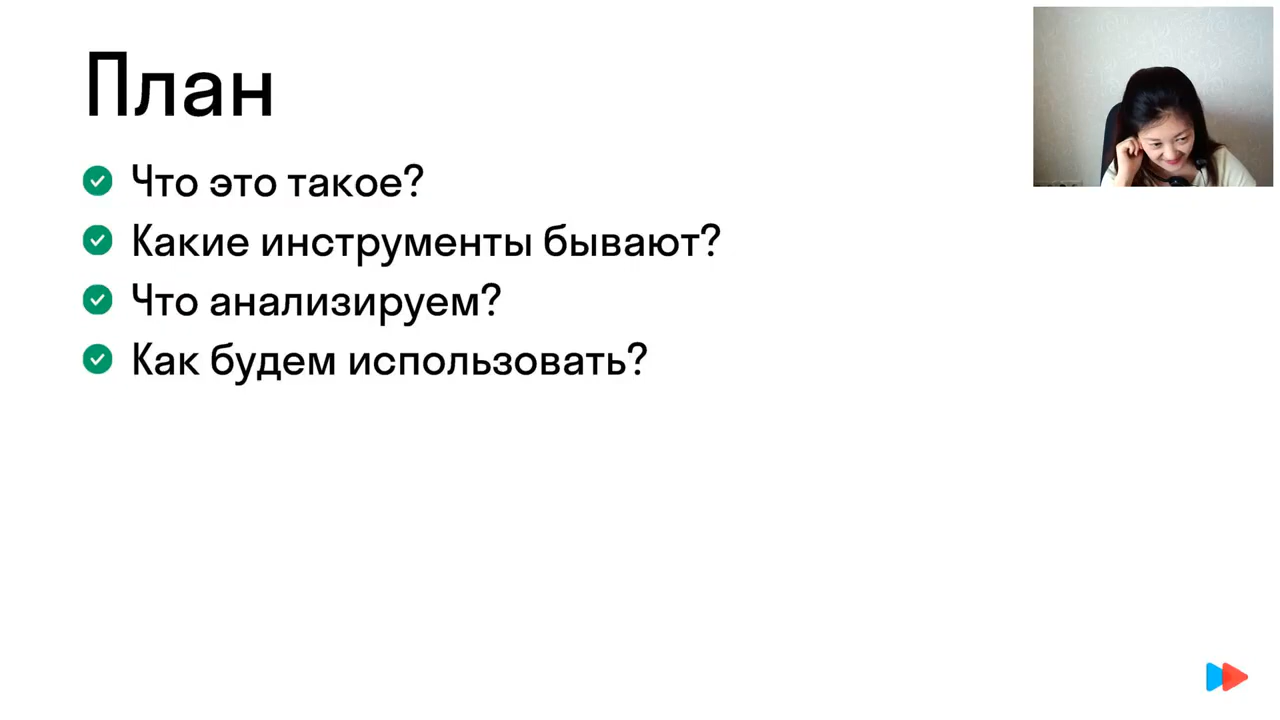 План
Что это такое?
Какие инструменты бывают?
Что анализируем?
Как будем использовать?